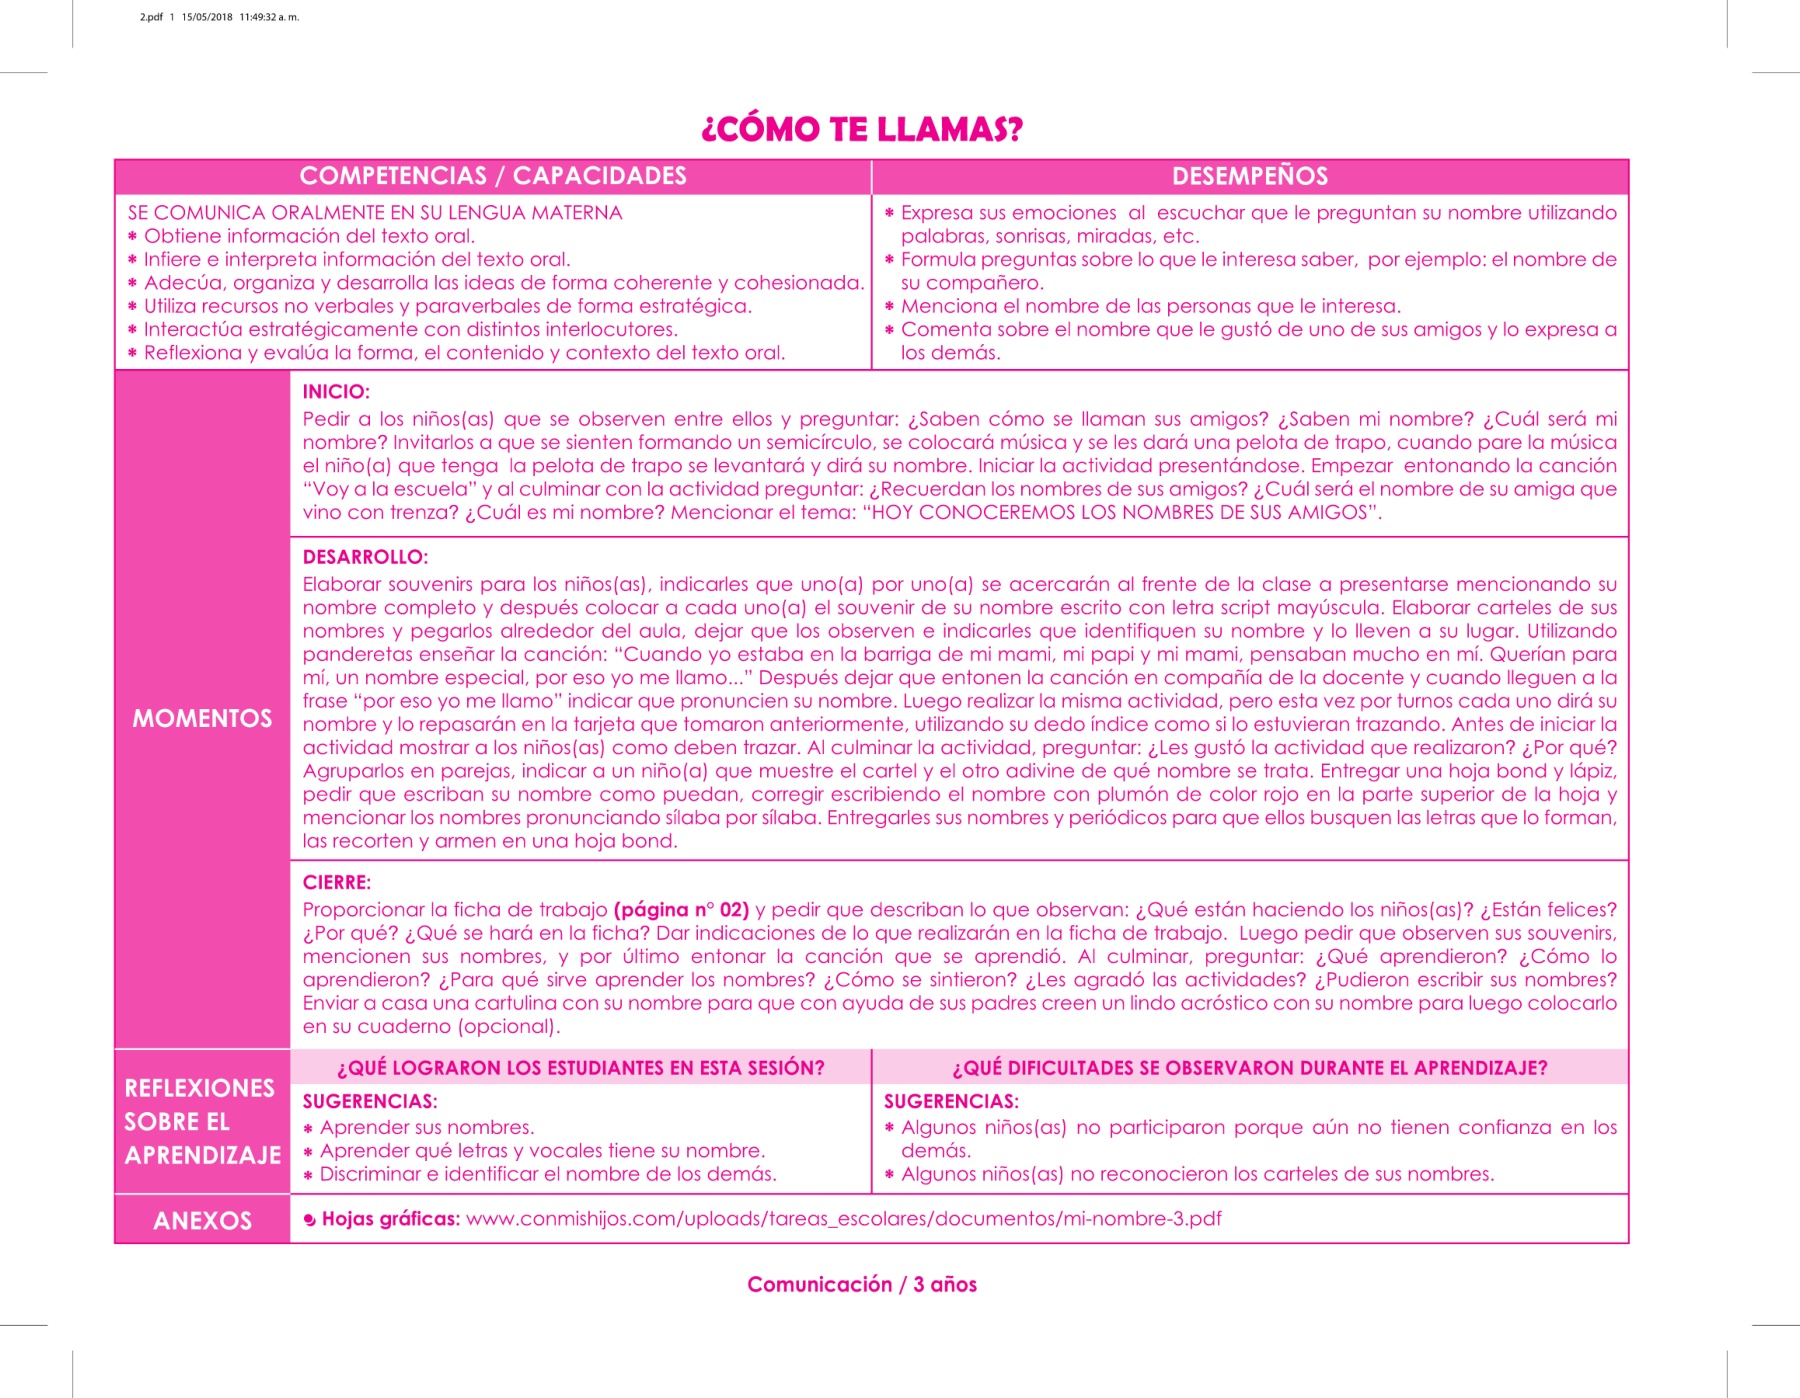 2.pdf 1 15/05/2018 11:49:32 a. m.
¿CÓMO TE LLAMAS?
COMPETENCIAS / CAPACIDADES
SE COMUNICA ORALMENTE EN SU LENGUA MATERNA
* Obtiene información del texto oral.
* Infiere e interpreta información del texto oral.
* Adecúa, organiza y desarrolla las ideas de forma coherente y cohesionada.
* Utiliza recursos no verbales y paraverbales de forma estratégica.
* Interactúa estratégicamente con distintos interlocutores.
* Reflexiona y evalúa la forma, el contenido y contexto del texto oral.
DESEMPEÑOS
* Expresa sus emociones al escuchar que le preguntan su nombre utilizando
palabras, sonrisas, miradas, etc.
* Formula preguntas sobre lo que le interesa saber, por ejemplo: el nombre de
su compañero.
* Menciona el nombre de las personas que le interesa.
* Comenta sobre el nombre que le gustó de uno de sus amigos y lo expresa a
los demás.
MOMENTOS
INICIO:
Pedir a los niños(as) que se observen entre ellos y preguntar: ¿Saben cómo se llaman sus amigos? ¿Saben mi nombre? ¿Cuál será mi
nombre? Invitarlos a que se sienten formando un semicírculo, se colocará música y se les dará una pelota de trapo, cuando pare la música
el niño(a) que tenga la pelota de trapo se levantará y dirá su nombre. Iniciar la actividad presentándose. Empezar entonando la canción
“Voy a la escuela” y al culminar con la actividad preguntar: ¿Recuerdan los nombres de sus amigos? ¿Cuál será el nombre de su amiga que
vino con trenza? ¿Cuál es mi nombre? Mencionar el tema: “HOY CONOCEREMOS LOS NOMBRES DE SUS AMIGOS”.
DESARROLLO:
Elaborar souvenirs para los niños(as), indicarles que uno(a) por uno(a) se acercarán al frente de la clase a presentarse mencionando su
nombre completo y después colocar a cada uno(a) el souvenir de su nombre escrito con letra script mayúscula. Elaborar carteles de sus
nombres y pegarlos alrededor del aula, dejar que los observen e indicarles que identifiquen su nombre y lo lleven a su lugar. Utilizando
panderetas enseñar la canción: “Cuando yo estaba en la barriga de mi mami, mi papi y mi mami, pensaban mucho en mí. Querían para
mí, un nombre especial, por eso yo me llamo...” Después dejar que entonen la canción en compañía de la docente y cuando lleguen a la
frase “por eso yo me llamo” indicar que pronuncien su nombre. Luego realizar la misma actividad, pero esta vez por turnos cada uno dirá su
nombre y lo repasarán en la tarjeta que tomaron anteriormente, utilizando su dedo índice como si lo estuvieran trazando. Antes de iniciar la
actividad mostrar a los niños(as) como deben trazar. Al culminar la actividad, preguntar: ¿Les gustó la actividad que realizaron? ¿Por qué?
Agruparlos en parejas, indicar a un niño(a) que muestre el cartel y el otro adivine de qué nombre se trata. Entregar una hoja bond y lápiz,
pedir que escriban su nombre como puedan, corregir escribiendo el nombre con plumón de color rojo en la parte superior de la hoja y
mencionar los nombres pronunciando sílaba por sílaba. Entregarles sus nombres y periódicos para que ellos busquen las letras que lo forman,
las recorten y armen en una hoja bond.
CIERRE:
Proporcionar la ficha de trabajo (página n° 02) y pedir que describan lo que observan: ¿Qué están haciendo los niños(as)? ¿Están felices?
¿Por qué? ¿Qué se hará en la ficha? Dar indicaciones de lo que realizarán en la ficha de trabajo. Luego pedir que observen sus souvenirs,
mencionen sus nombres, y por último entonar la canción que se aprendió. Al culminar, preguntar: ¿Qué aprendieron? ¿Cómo lo
aprendieron? ¿Para qué sirve aprender los nombres? ¿Cómo se sintieron? ¿Les agradó las actividades? ¿Pudieron escribir sus nombres?
Enviar a casa una cartulina con su nombre para que con ayuda de sus padres creen un lindo acróstico con su nombre para luego colocarlo
en su cuaderno (opcional).
REFLEXIONES
SOBRE EL
APRENDIZAJE
¿QUÉ LOGRARON LOS ESTUDIANTES EN ESTA SESIÓN?
SUGERENCIAS:
* Aprender sus nombres.
* Aprender qué letras y vocales tiene su nombre.
* Discriminar e identificar el nombre de los demás.
¿QUÉ DIFICULTADES SE OBSERVARON DURANTE EL APRENDIZAJE?
SUGERENCIAS:
* Algunos niños(as) no participaron porque aún no tienen confianza en los
demás.
* Algunos niños(as) no reconocieron los carteles de sus nombres.
ANEXOS
Hojas gráficas: www.conmishijos.com/uploads/tareas_escolares/documentos/mi-nombre-3.pdf
Comunicación / 3 años